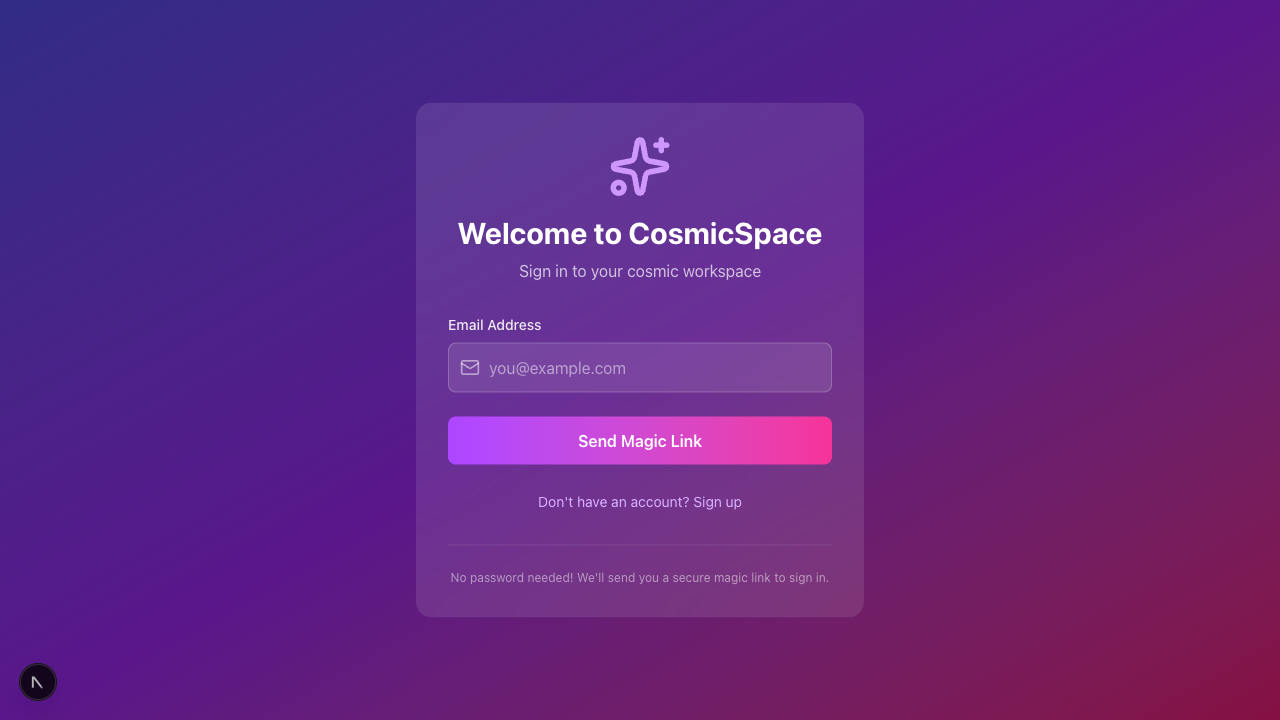 Welcome to CosmicSpace
Sign in to your cosmic workspace
Email Address
you@example.com
Send Magic Link
Don't have an account? Sign up
No password needed! We'll send you a secure magic link to sign in.